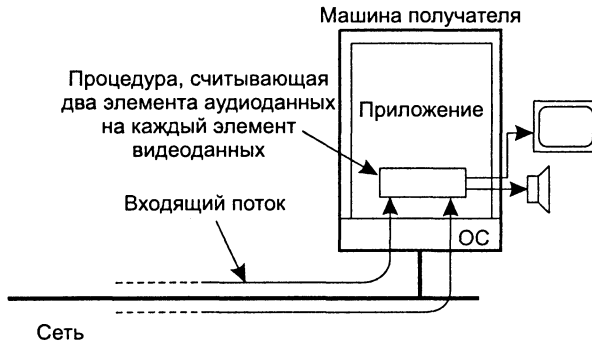 Машина получателя
Процедура, считывающая
два элемента аудиоданных
на каждый элемент
видеоданных
Приложение
Входящий поток
ОС
Сеть